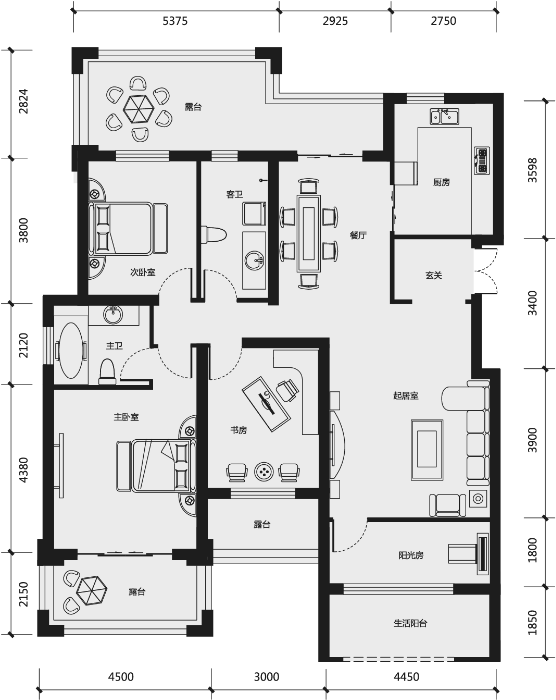 5375
2925
2750
2824
3598
露台
厨房
客卫
3800
餐厅
次卧室
玄关
3400
2120
主卫
起居室
主卧室
书房
3900
4380
露台
阳光房
1800
露台
2150
生活阳台
1850
4500
3000
4450